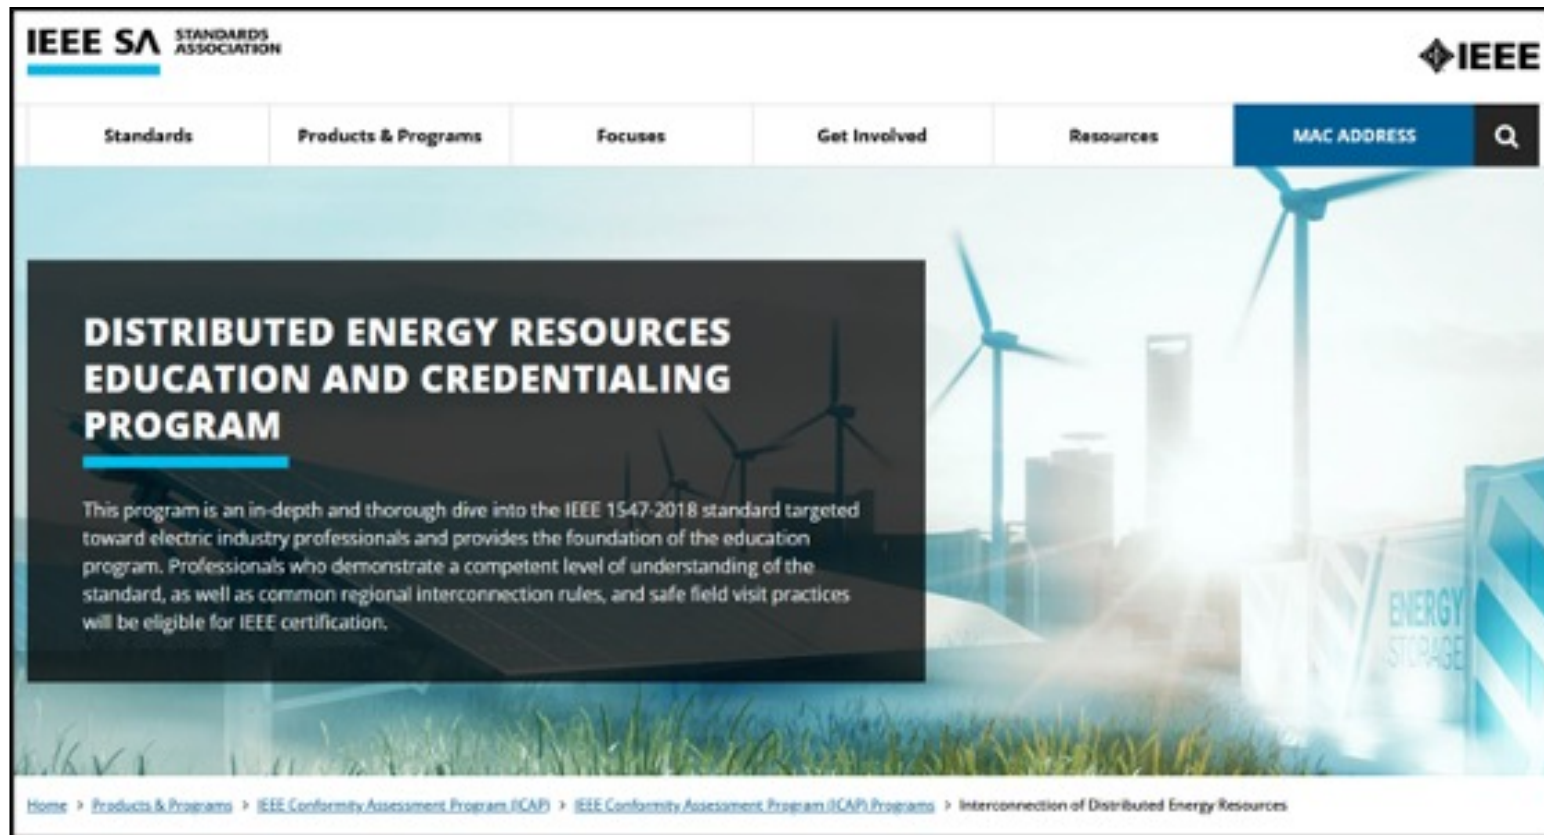 IEEE SA STANDARDS
ASSOCIATION
IEEE
Standards Products & Programs Focuses Get Involved Resources MAC ADDRESS
DISTRIBUTED ENERGY RESOURCES
EDUCATION AND CREDENTIALING
PROGRAM
This program is an in-depth and thorough dive into the IEEE 1547-2018 standard targeted
toward electric industry professionals and provides the foundation of the education
program. Professionals who demonstrate a competent level of understanding of the
standard, as well as common regional interconnection rules, and safe field visit practices
will be eligible for IEEE certification.
ENERGY
STORAGE
Home > Products & Programs > IEEE Conformity Assessment Program (ICAP) > IEEE Conformity Assessment Program (ICAP) Programs > Interconnection of Distributed Energy Resources